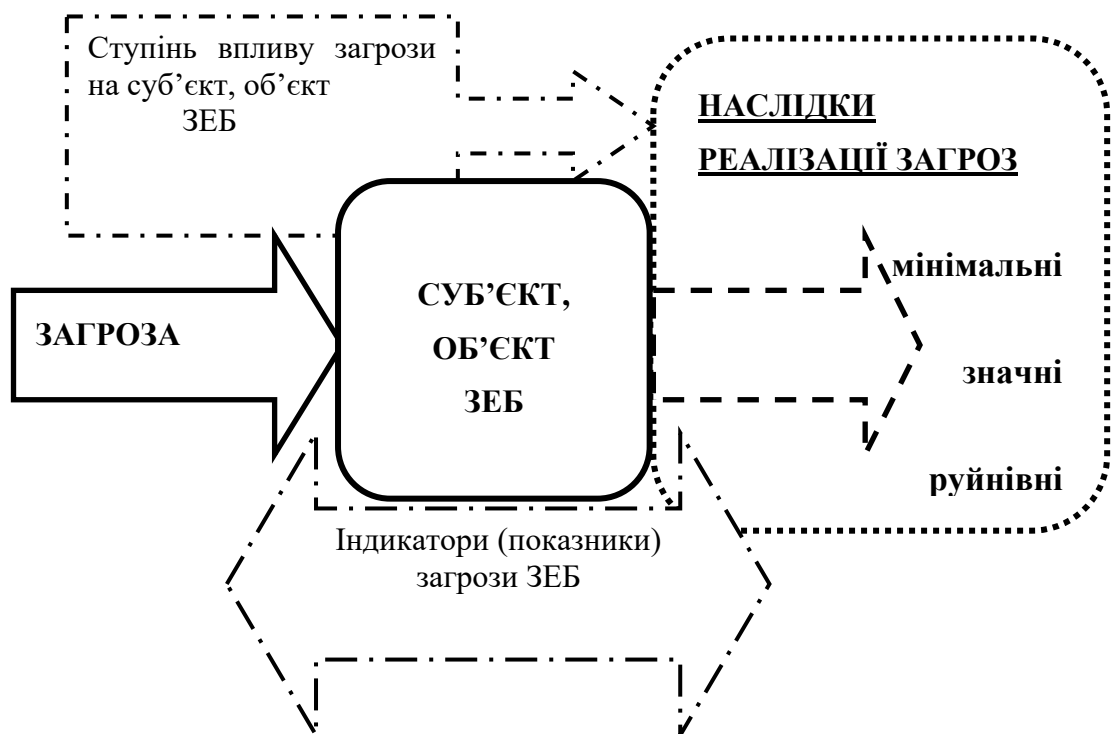 Ступінь впливу загрози
на суб’єкт, об’єкт
ЗЕБ
НАСЛІДКИ
РЕАЛІЗАЦІЇ ЗАГРОЗ
ЗАГРОЗА
СУБ’ЄКТ,
ОБ’ЄКТ
ЗЕБ
мінімальні
значні
руйнівні
Індикатори (показники)
загрози ЗЕБ